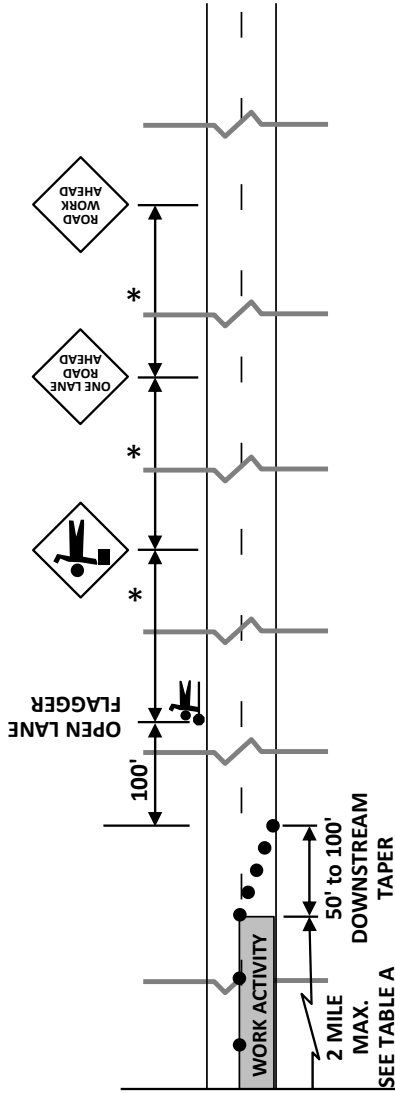 ROAD
WORK
AHEAD
*
ONE LANE
ROAD
AHEAD
*
*
OPEN LANE
FLAGGER
100'
50' to 100'
DOWNSTREAM
TAPER
WORK ACTIVITY
2 MILE
MAX.
SEE TABLE A